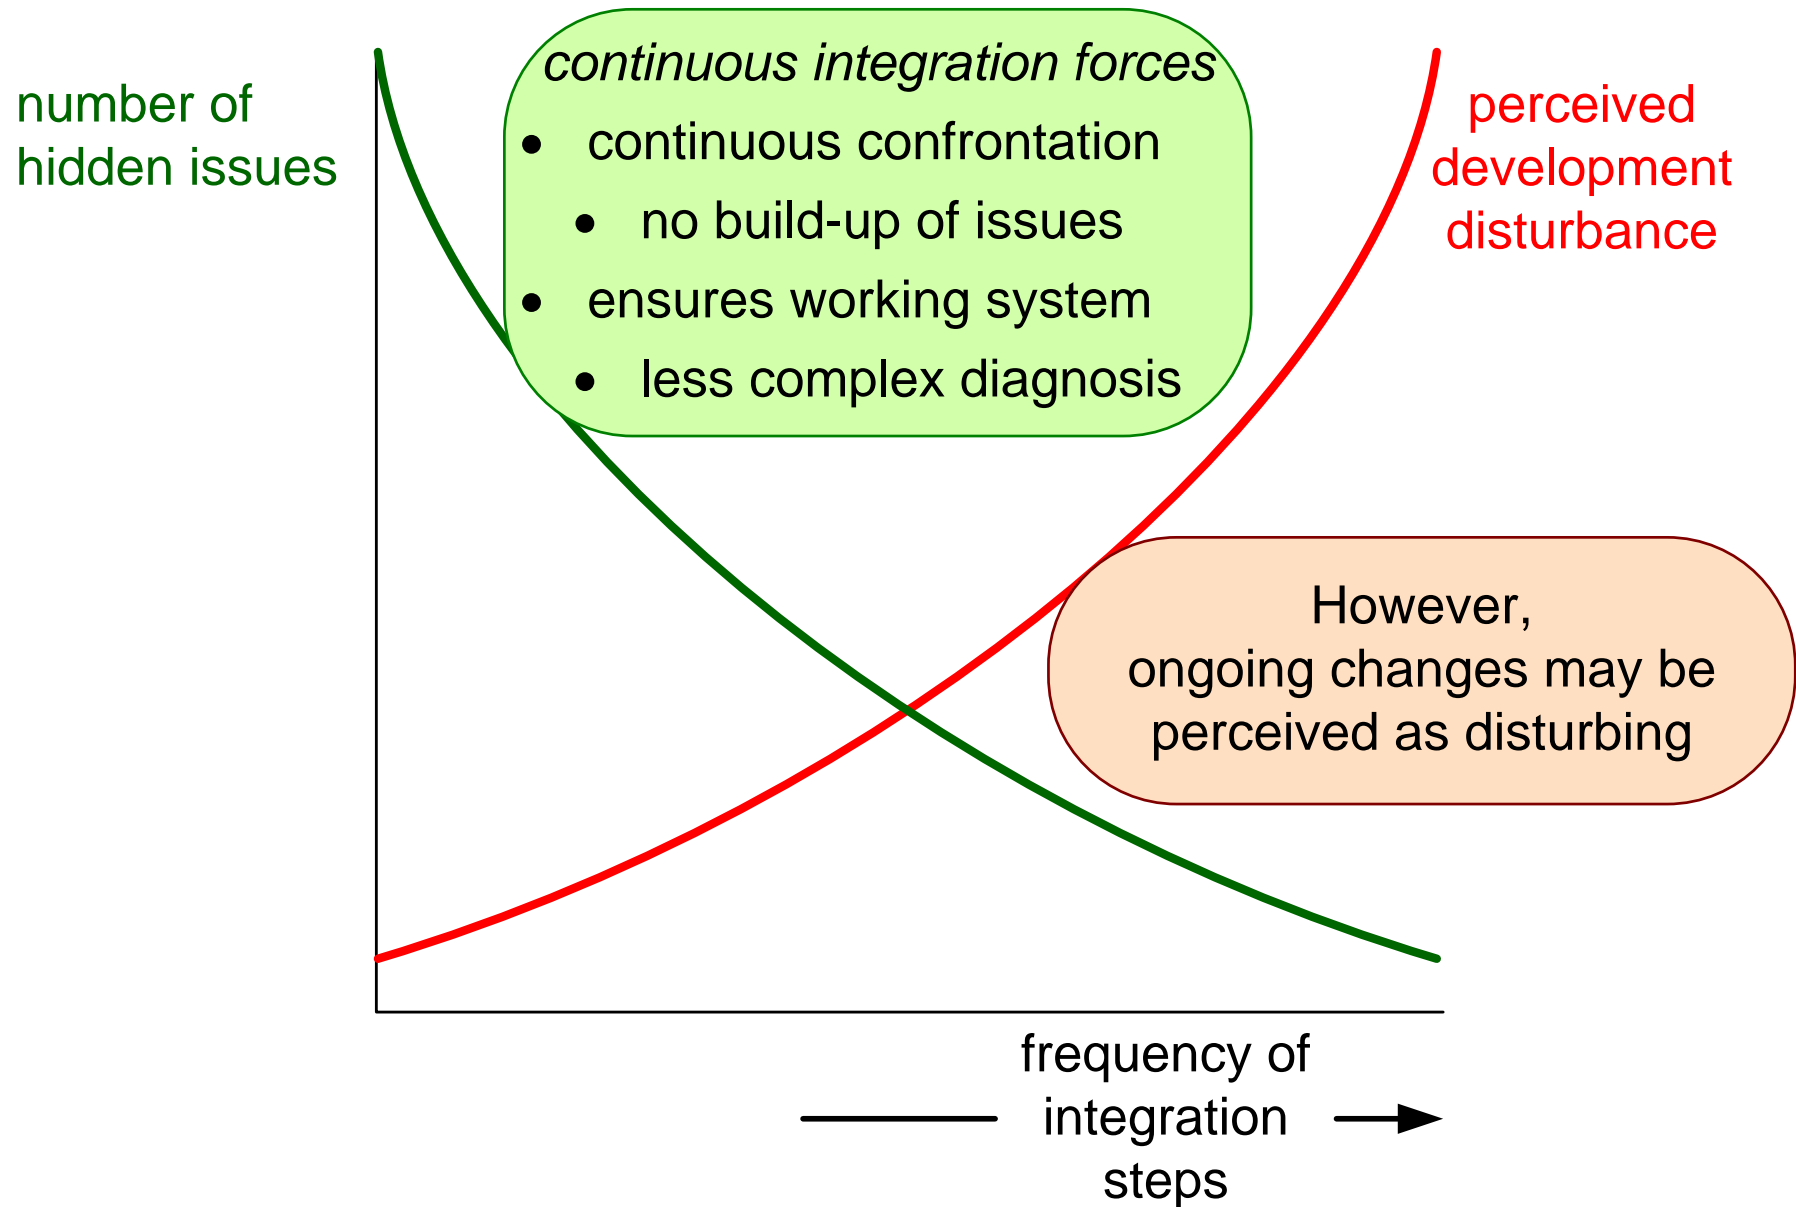 number of
hidden issues
continuous integration forces
• continuous confrontation
• no build-up of issues
• ensures working system
• less complex diagnosis
perceived
development
disturbance
However,
ongoing changes may be
perceived as disturbing
frequency of
integration
steps